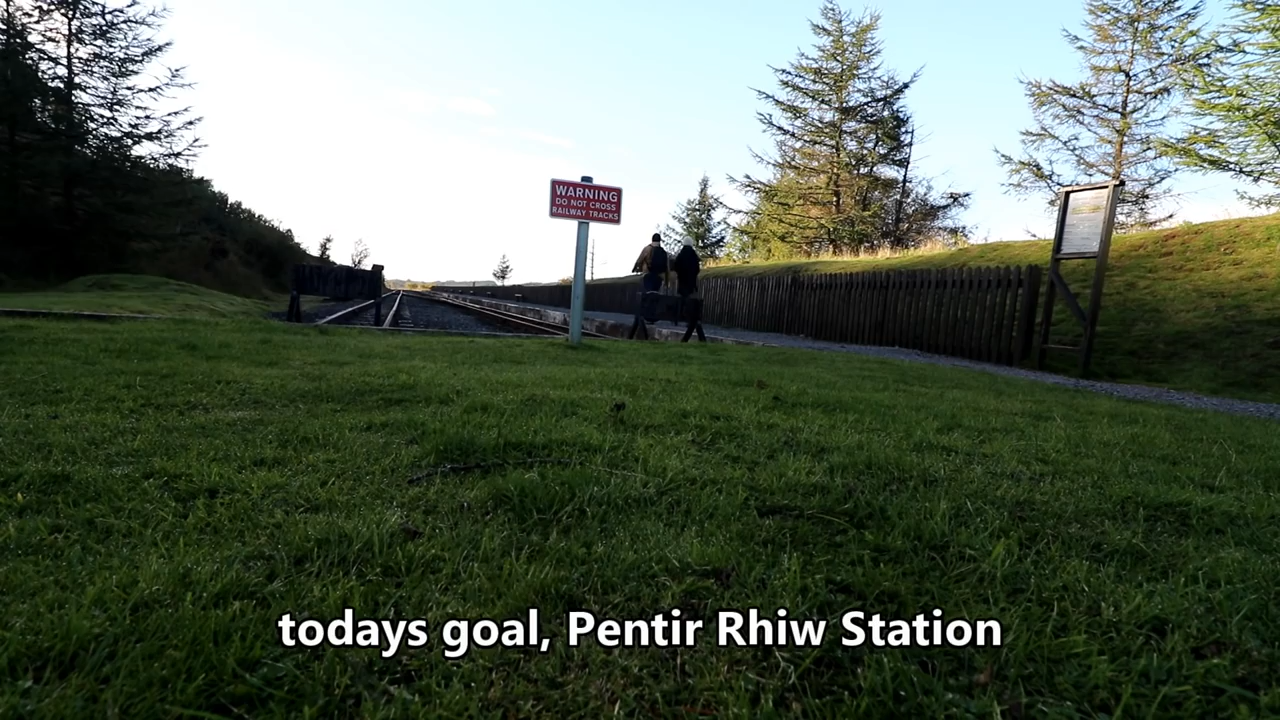 WARNING
DO NOT CROSS
RAILWAY TRACKS
todays goal, Pentir Rhiw Station